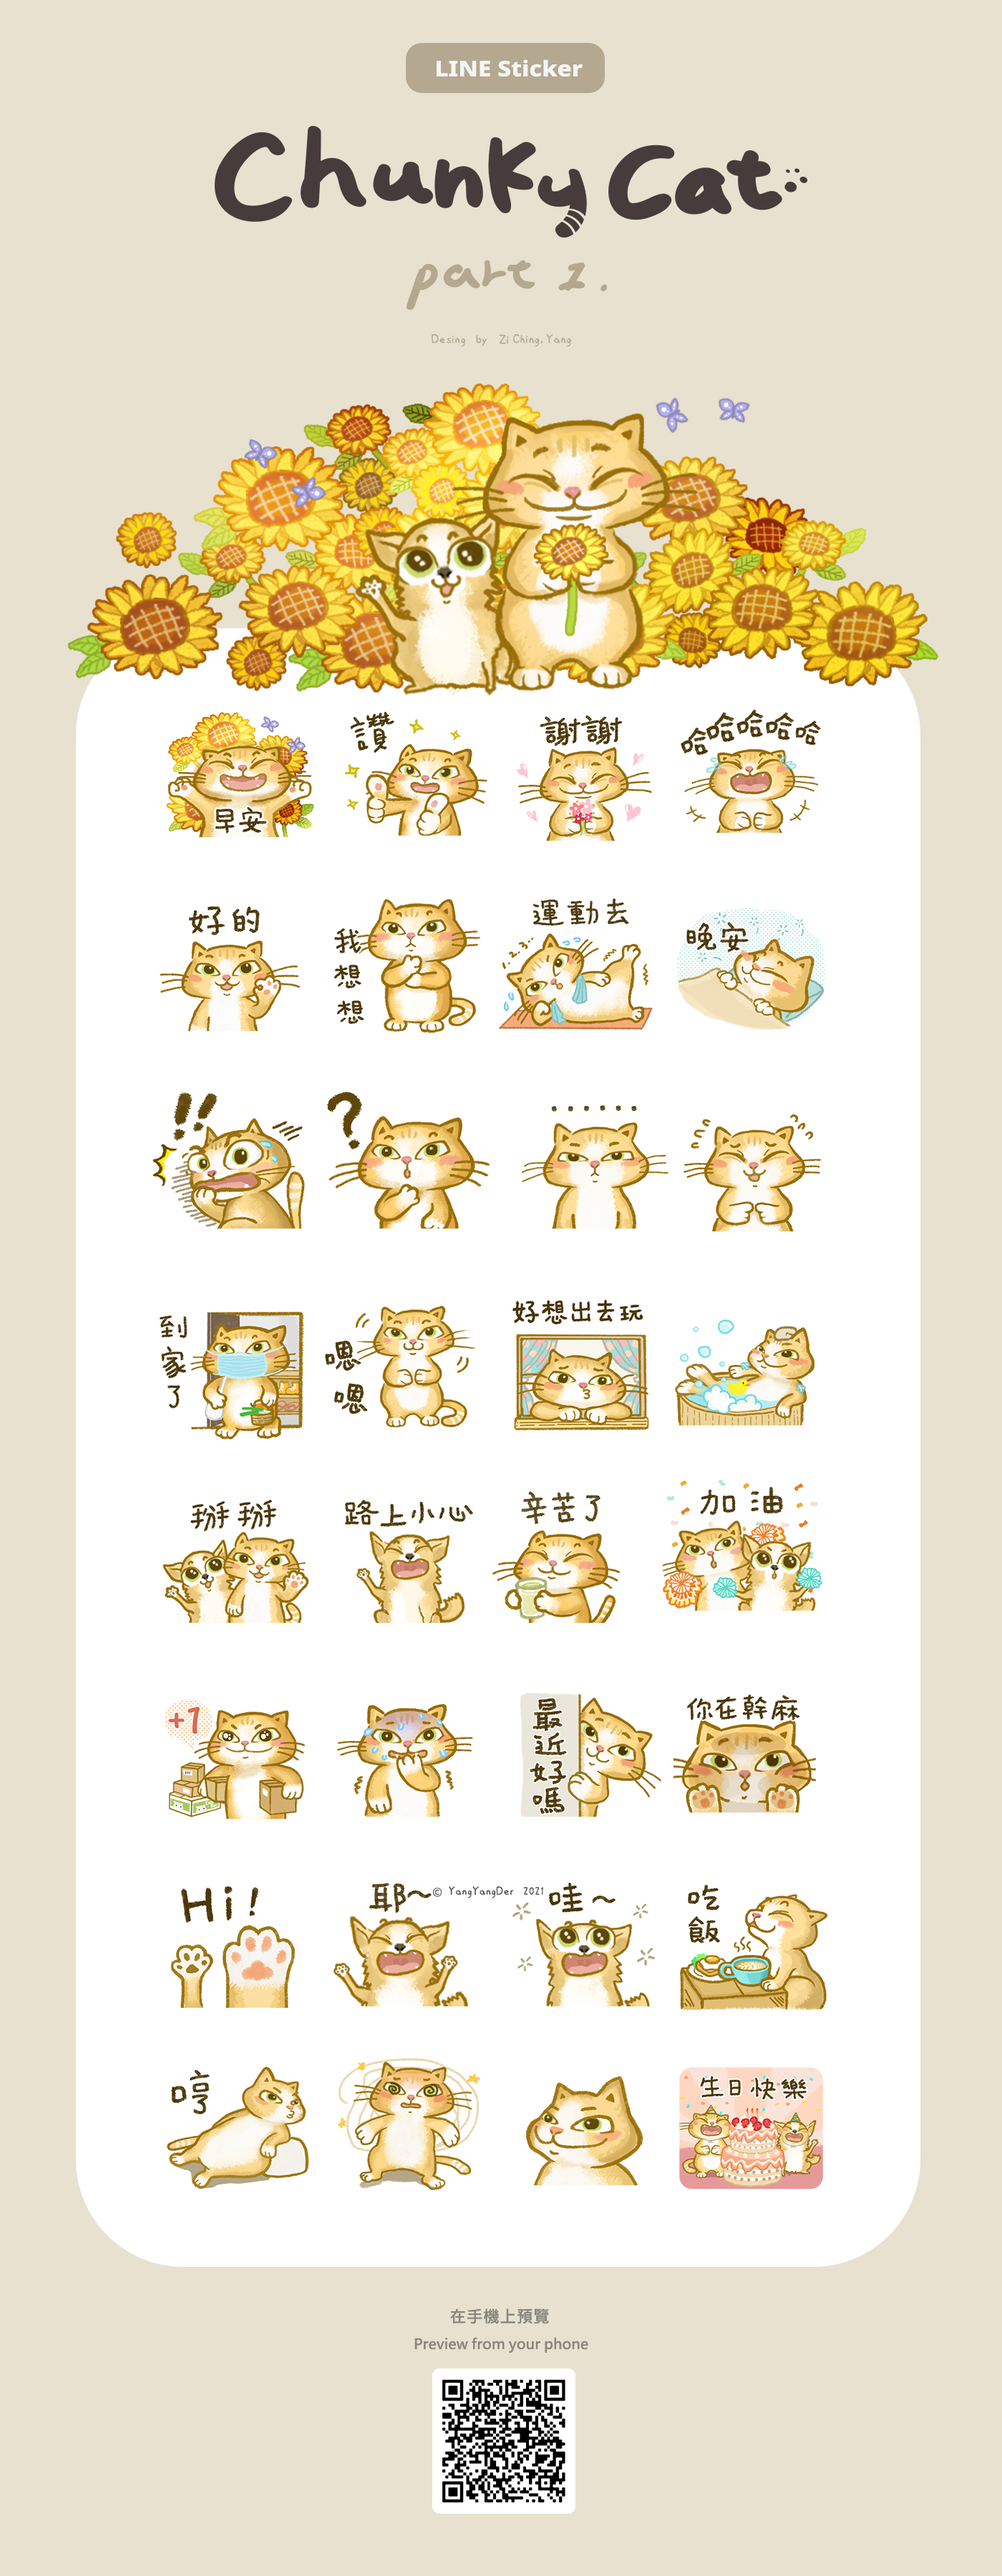 LINE Sticker
Chunky Cat
part 1.
Desing by Zi Ching, Yang
早安
讚
謝謝
哈哈哈哈哈
好的
我想想
運動去
1.2.3.
晚安
!!
?
......
到家了
嗯嗯
好想出去玩
掰掰
路上小心
辛苦了
加油
+1
最近好嗎
你在幹麻
Hi!
耶~
© YangYangDer 2021
哇~
吃飯
哼
生日快樂
在手機上預覽
Preview from your phone